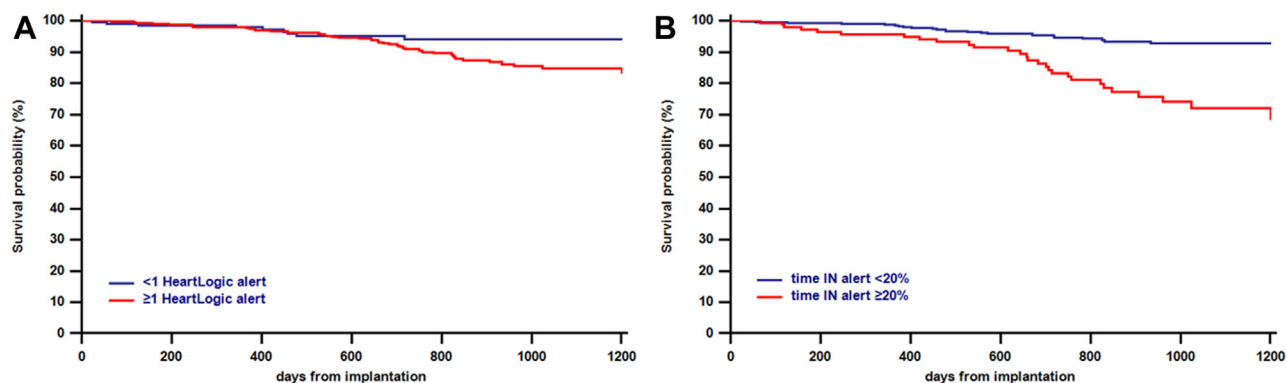 A
Survival probability (%)
100
90
80
70
60
50
40
30
20
10
0
<1 HeartLogic alert
≥1 HeartLogic alert
0 200 400 600 800 1000 1200
days from implantation
B
Survival probability (%)
100
90
80
70
60
50
40
30
20
10
0
time IN alert <20%
time IN alert ≥20%
0 200 400 600 800 1000 1200
days from implantation